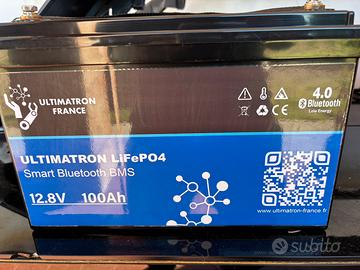 ULTIMATRON
FRANCE
4.0
Bluetooth
Low Energy
ULTIMATRON LiFePO4
Smart Bluetooth BMS
12.8V 100Ah
www.ultimatron-france.fr
subito